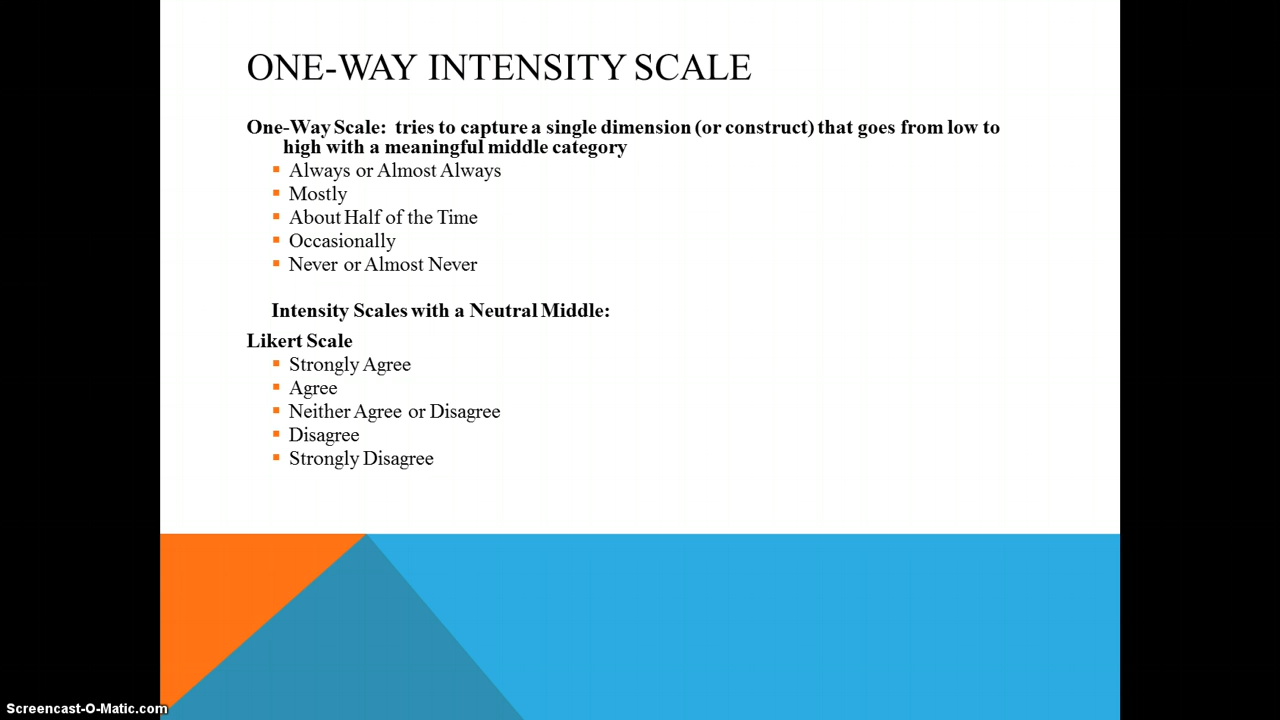 ONE-WAY INTENSITY SCALE
One-Way Scale: tries to capture a single dimension (or construct) that goes from low to
high with a meaningful middle category
Always or Almost Always
Mostly
About Half of the Time
Occasionally
Never or Almost Never
Intensity Scales with a Neutral Middle:
Likert Scale
Strongly Agree
Agree
Neither Agree or Disagree
Disagree
Strongly Disagree
Screencast-O-Matic.com